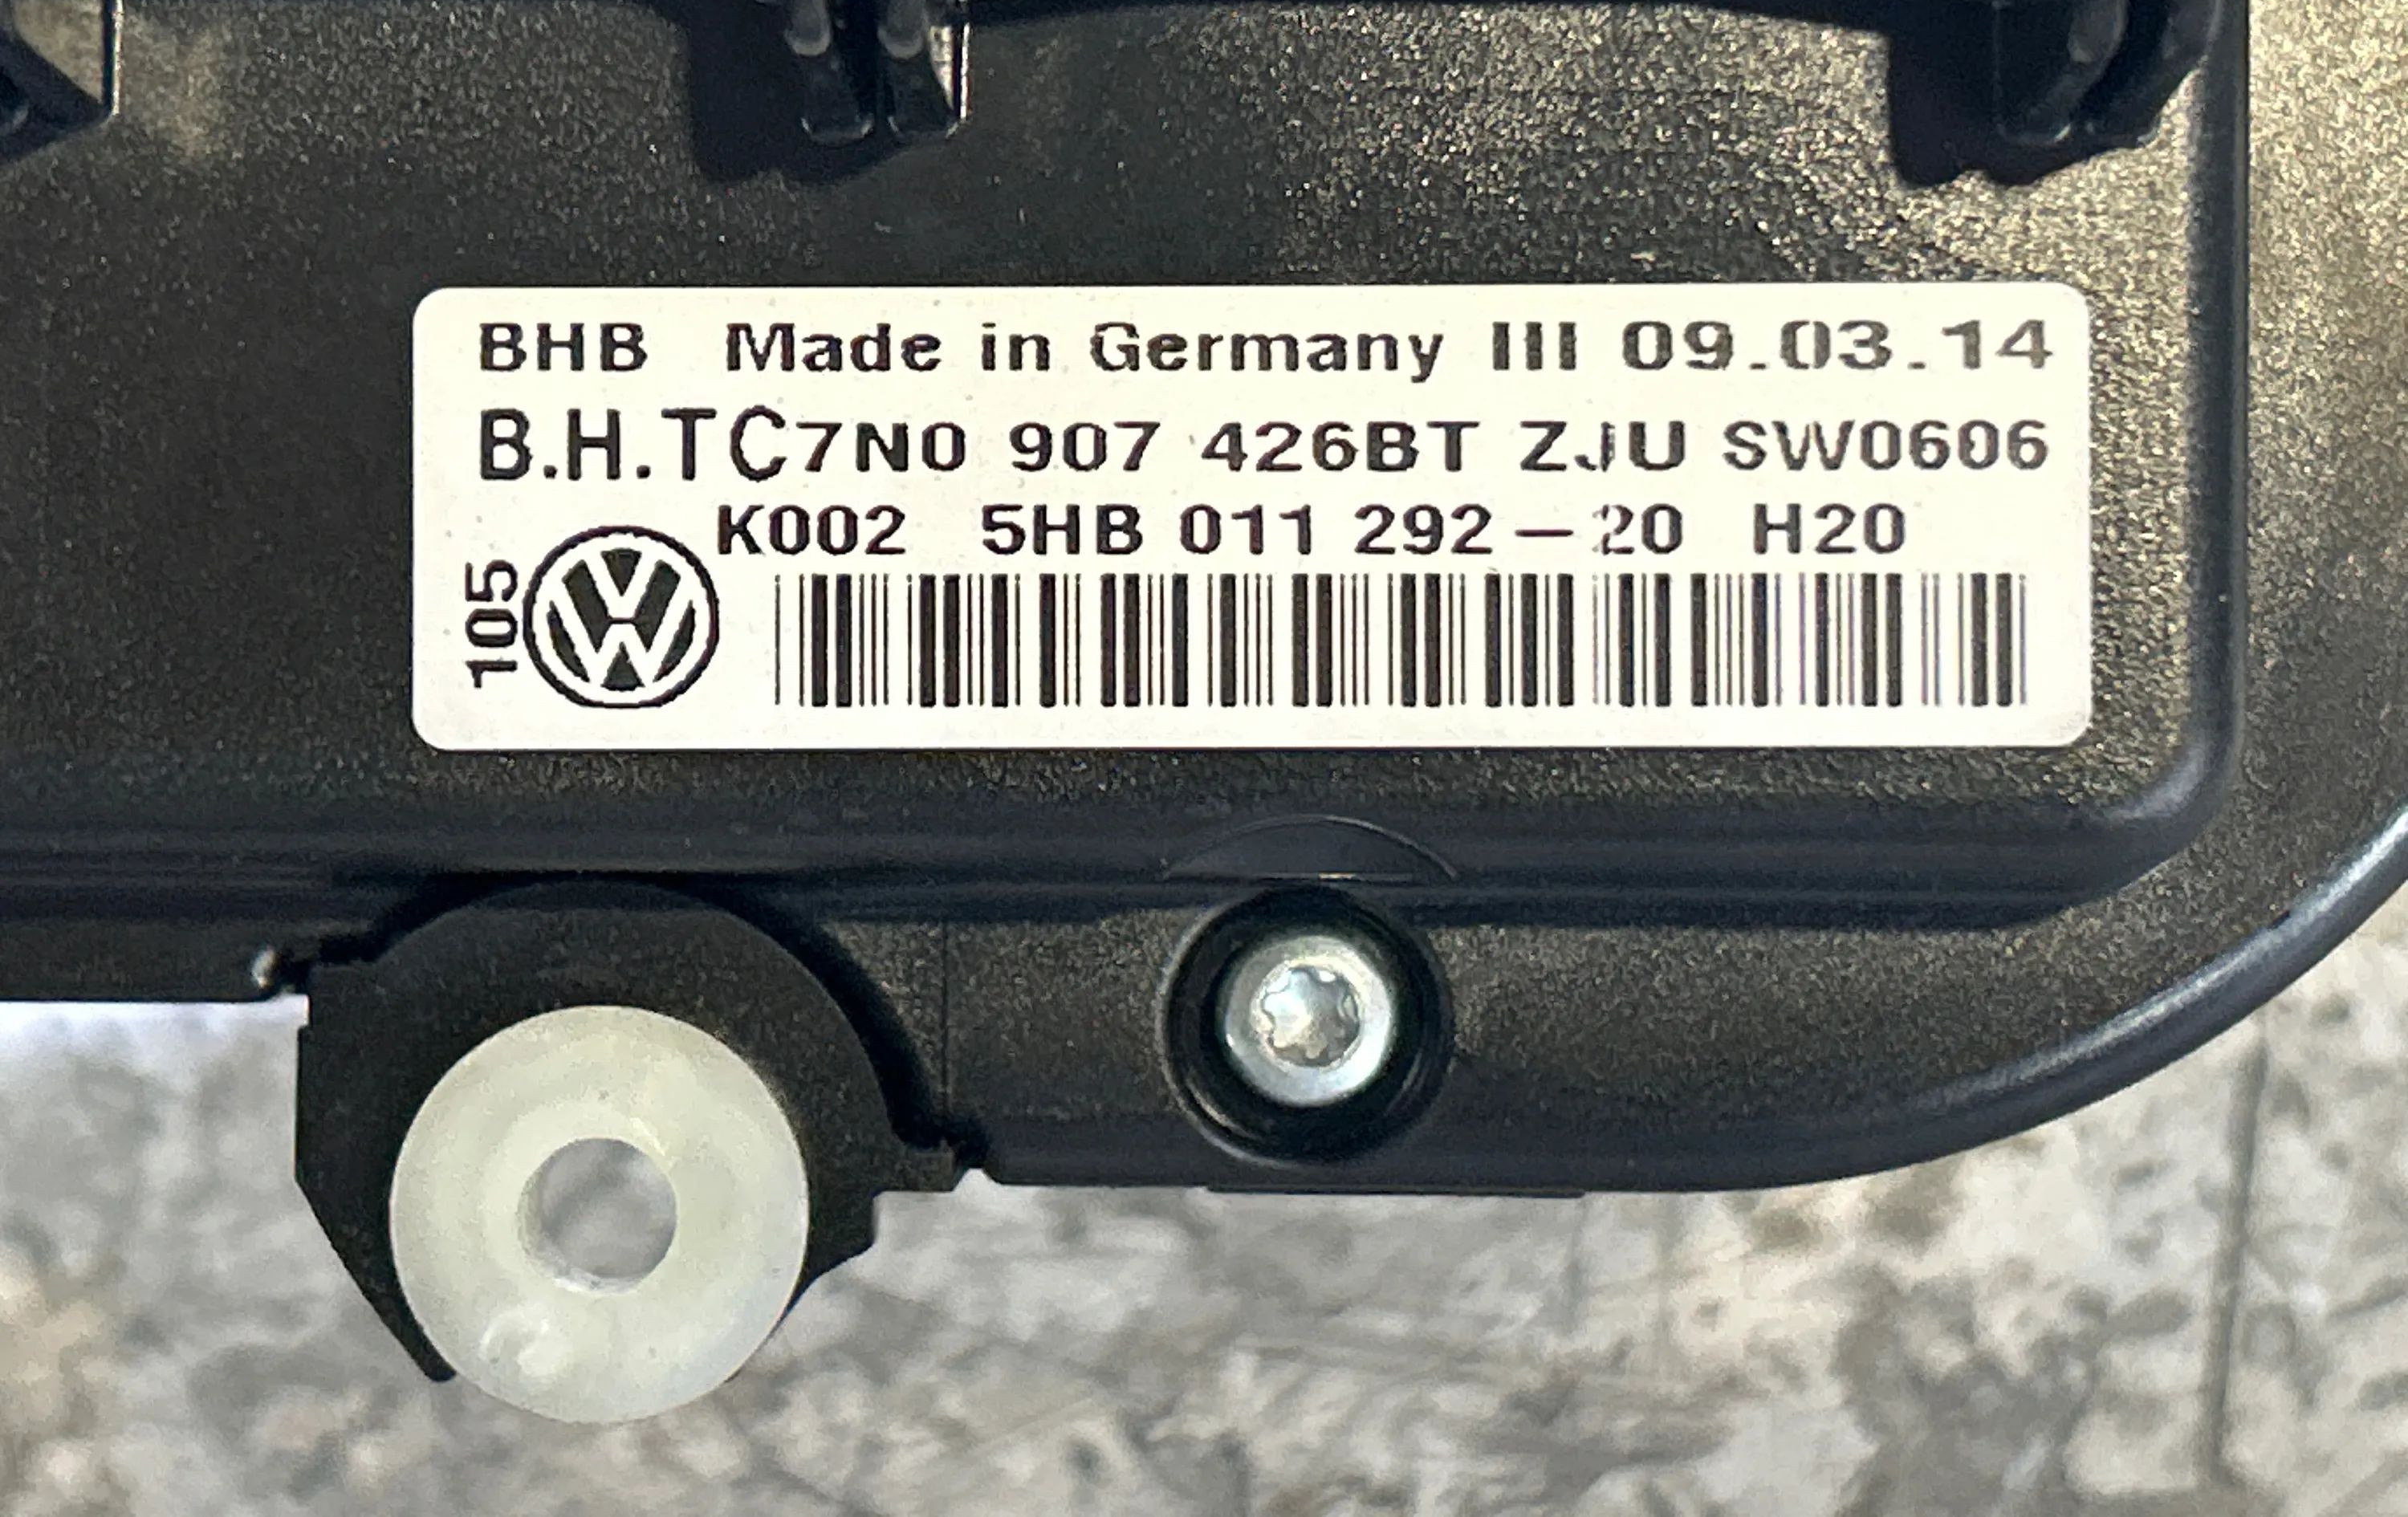 BHB Made in Germany III 09.03.14
B.H.TC7N0 907 426BT ZJU SW0606
K002 5HB 011 292-20 H20
105